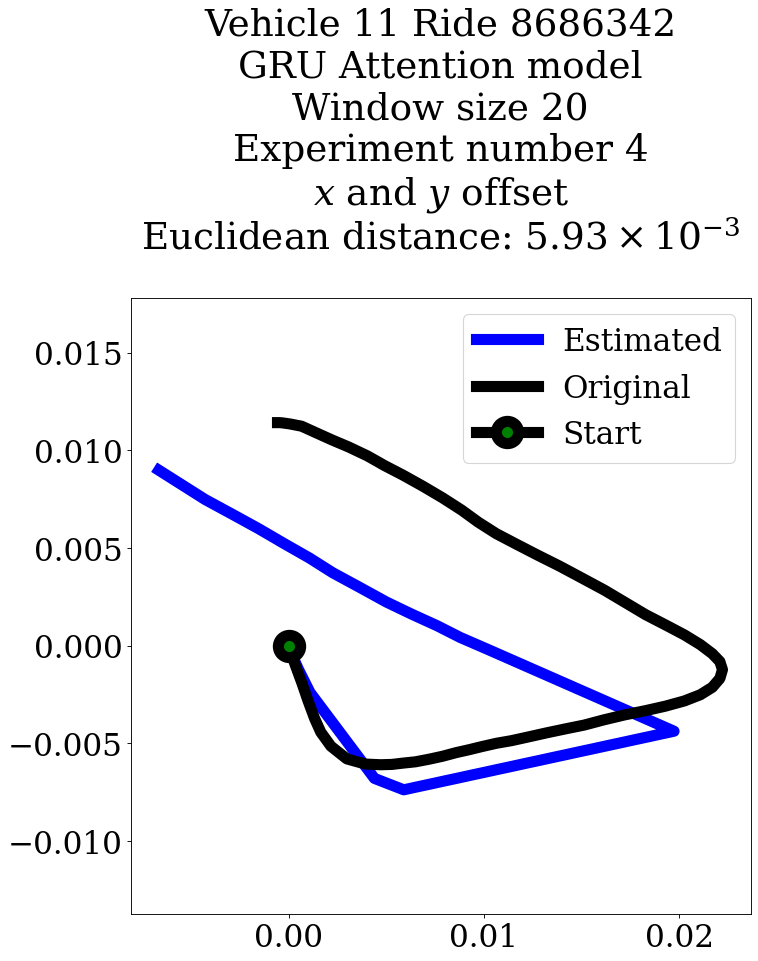 Vehicle 11 Ride 8686342
GRU Attention model
Window size 20
Experiment number 4
x and y offset
Euclidean distance: 5.93 × 10⁻³
Estimated
Original
Start
0.015
0.010
0.005
0.000
−0.005
−0.010
0.00 0.01 0.02